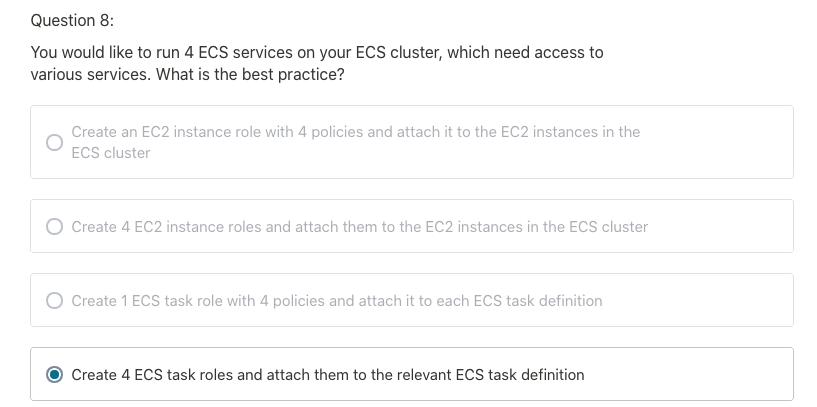 Question 8:
You would like to run 4 ECS services on your ECS cluster, which need access to
various services. What is the best practice?
Create an EC2 instance role with 4 policies and attach it to the EC2 instances in the
ECS cluster
Create 4 EC2 instance roles and attach them to the EC2 instances in the ECS cluster
Create 1 ECS task role with 4 policies and attach it to each ECS task definition
Create 4 ECS task roles and attach them to the relevant ECS task definition